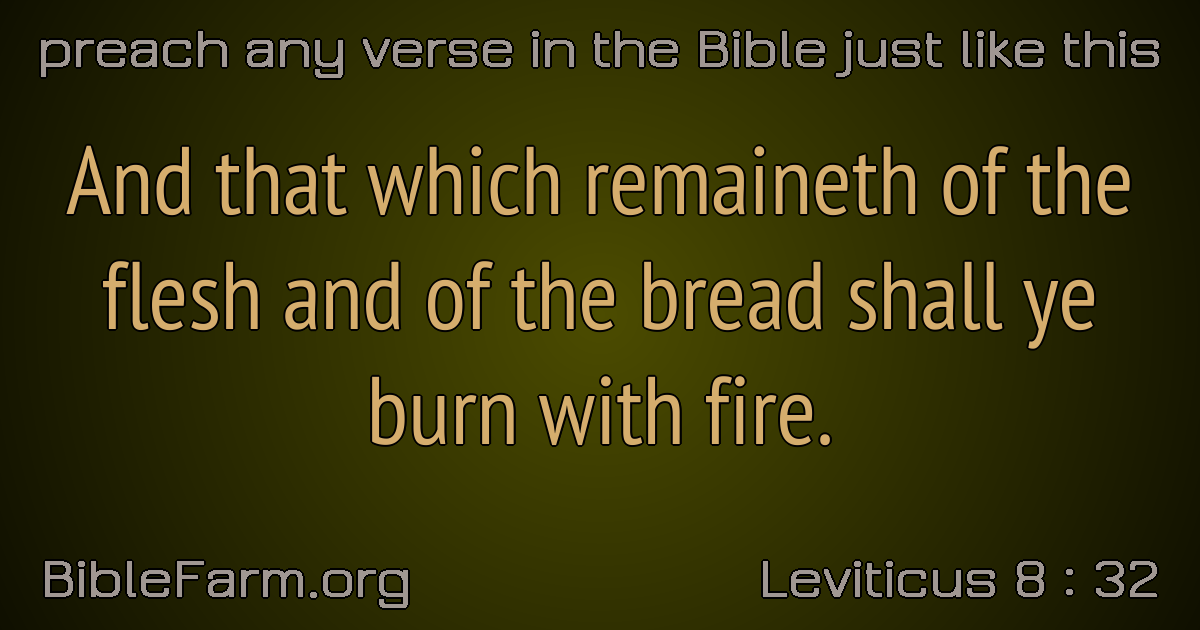 preach any verse in the Bible just like this
And that which remaineth of the
flesh and of the bread shall ye
burn with fire.
BibleFarm.org
Leviticus 8 : 32